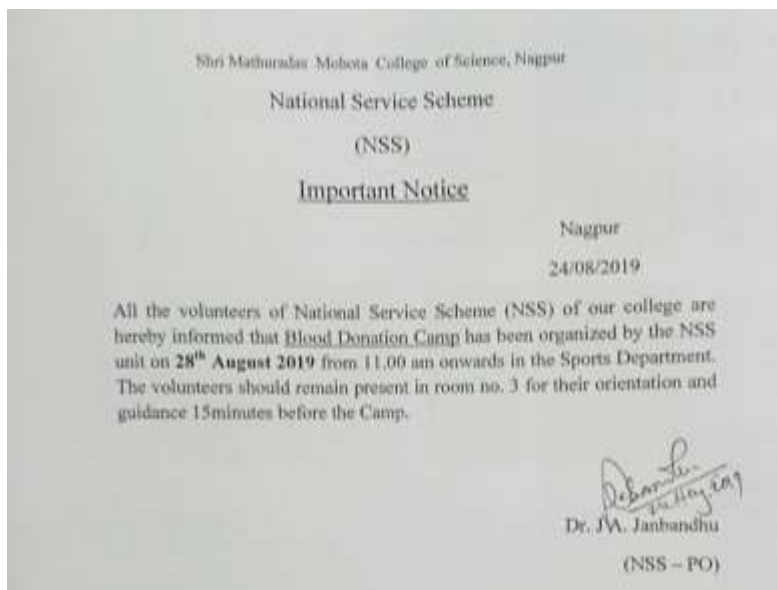 Shri Mathuradas Mohota College of Science, Nagpur
National Service Scheme
(NSS)
Important Notice
Nagpur
24/08/2019
All the volunteers of National Service Scheme (NSS) of our college are
hereby informed that Blood Donation Camp has been organized by the NSS
unit on 28th August 2019 from 11.00 am onwards in the Sports Department.
The volunteers should remain present in room no. 3 for their orientation and
guidance 15minutes before the Camp.
Dr. Janbandhu
(NSS – PO)